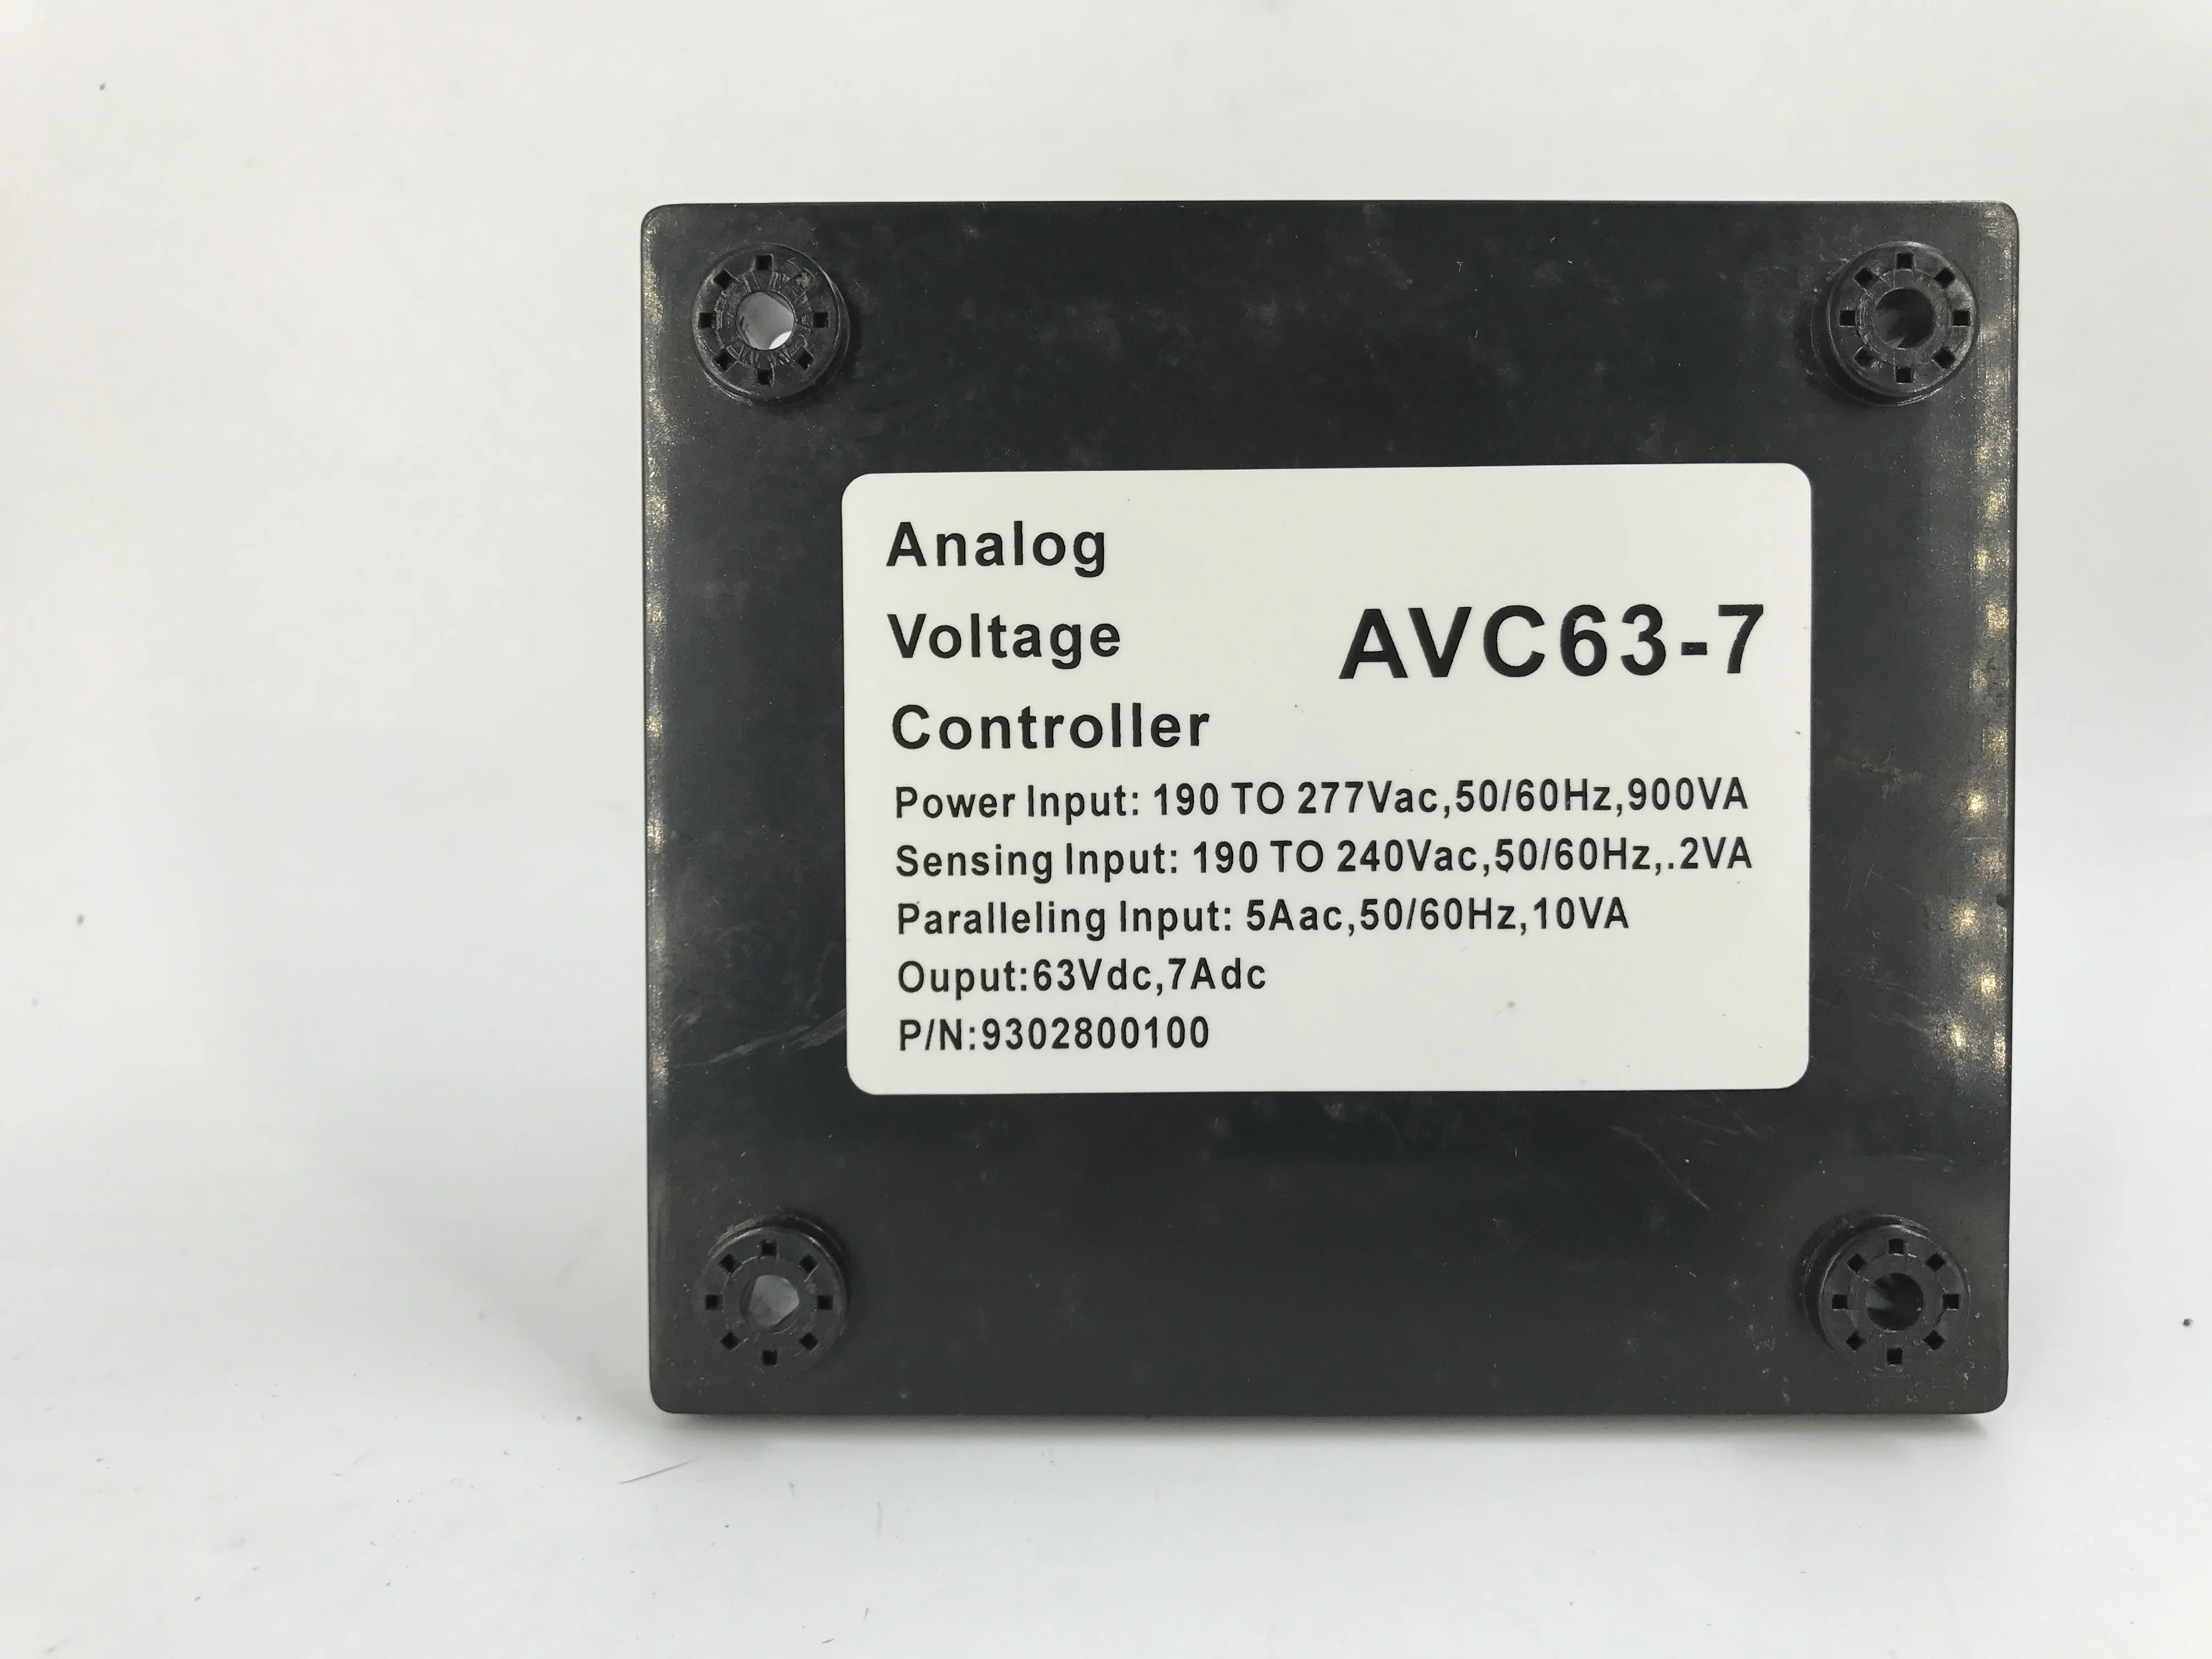 Analog
Voltage
AVC63-7
Controller
Power Input: 190 TO 277Vac,50/60Hz,900VA
Sensing Input: 190 TO 240Vac,50/60Hz,.2VA
Paralleling Input: 5Aac,50/60Hz,10VA
Ouput:63Vdc,7Adc
P/N:9302800100